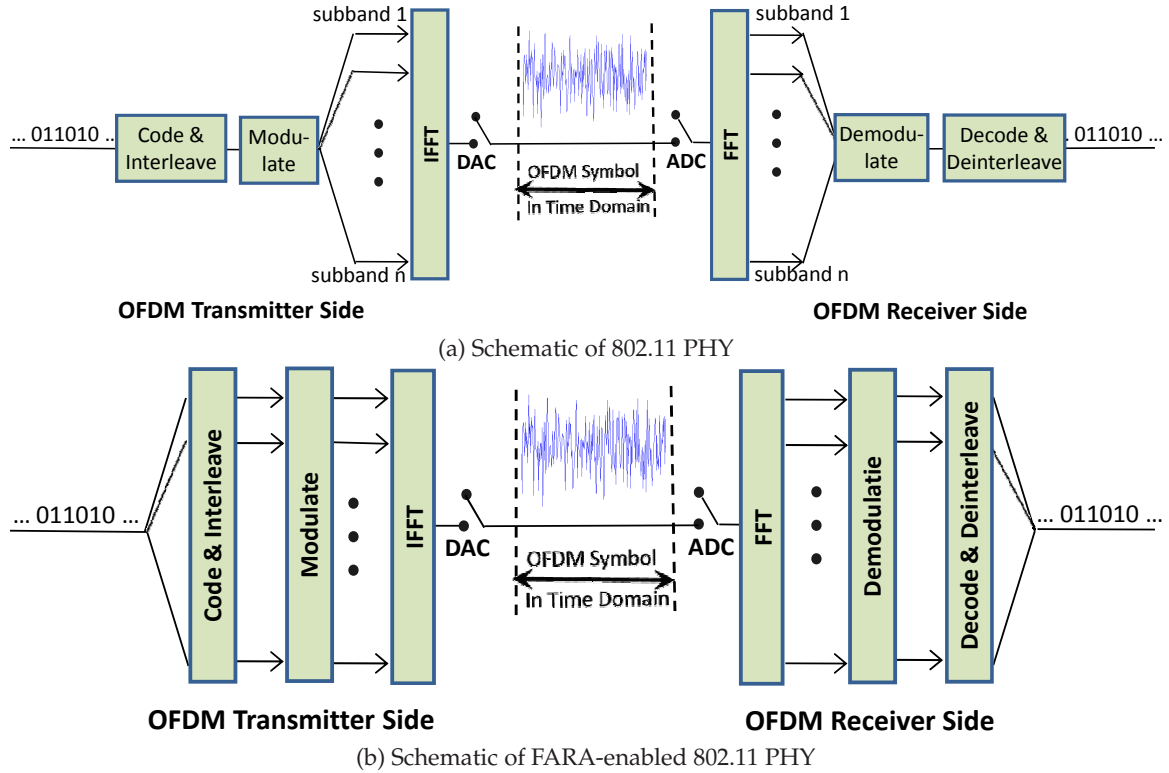 subband 1
... 011010 ...
Code & Interleave
Modu-
late
IFFT
subband n
DAC
OFDM Symbol
In Time Domain
ADC
FFT
subband 1
subband n
Demodu-
late
Decode &
Deinterleave
... 011010 ...
OFDM Transmitter Side
OFDM Receiver Side
(a) Schematic of 802.11 PHY
... 011010 ...
Code & Interleave
Modulate
IFFT
DAC
OFDM Symbol
In Time Domain
ADC
FFT
Demodulatie
Decode & Deinterleave
... 011010 ...
OFDM Transmitter Side
OFDM Receiver Side
(b) Schematic of FARA-enabled 802.11 PHY